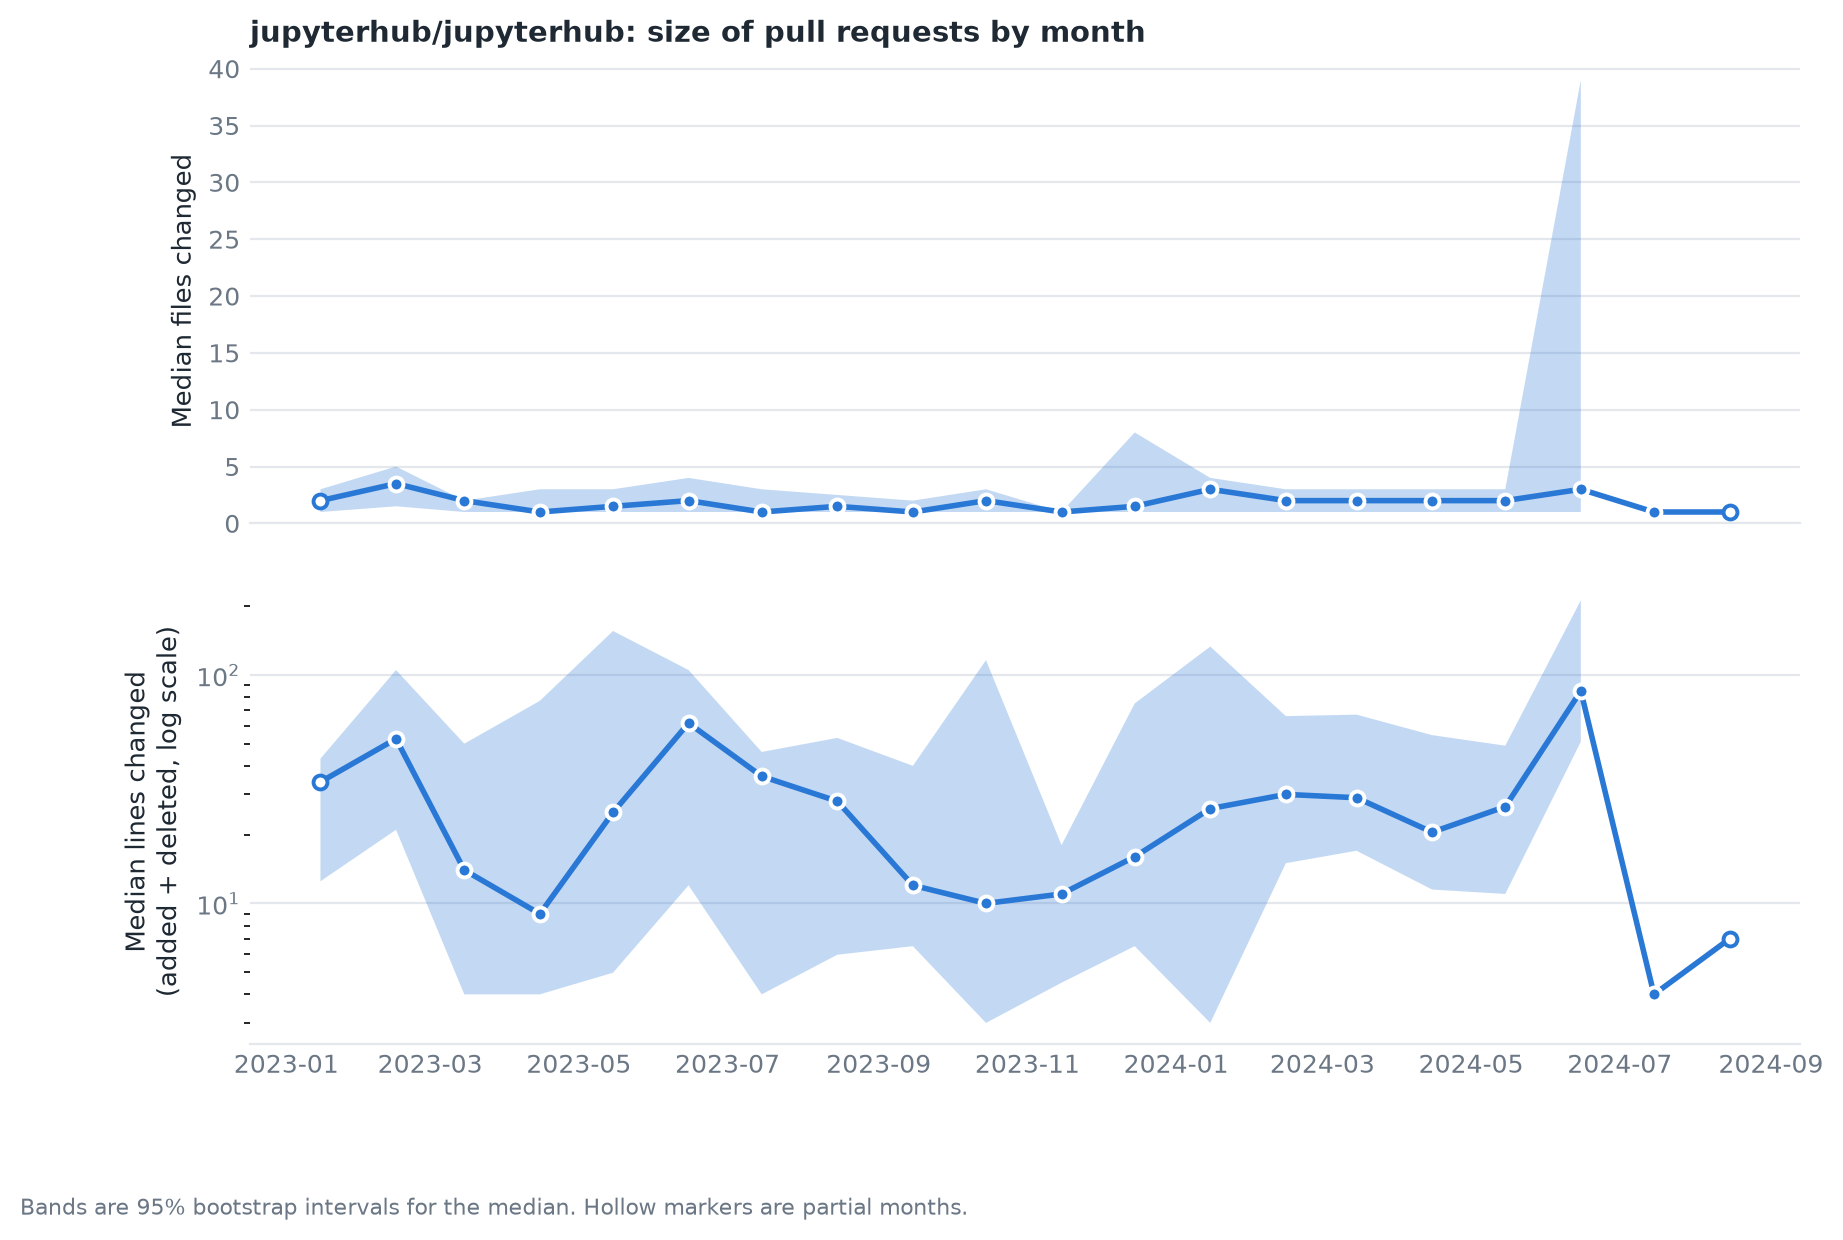 jupyterhub/jupyterhub: size of pull requests by month
Median files changed
40
35
30
25
20
15
10
5
0
Median lines changed
(added + deleted, log scale)
10²
10¹
2023-01 2023-03 2023-05 2023-07 2023-09 2023-11 2024-01 2024-03 2024-05 2024-07 2024-09
Bands are 95% bootstrap intervals for the median. Hollow markers are partial months.